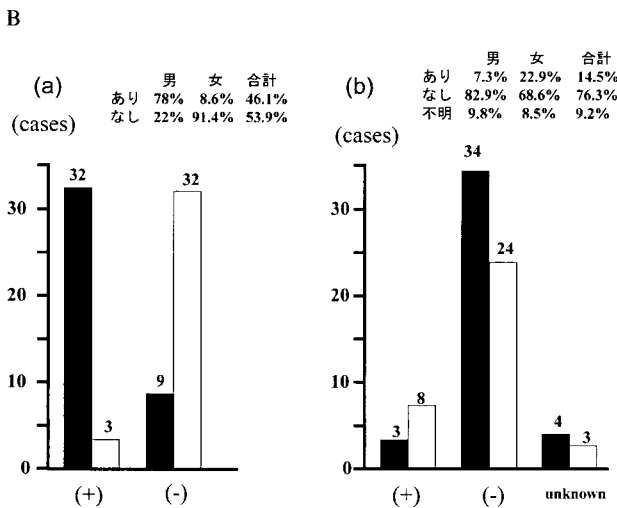 B
(a)
男 女 合計
あり 78% 8.6% 46.1%
なし 22% 91.4% 53.9%
(cases)
32
32
30
20
10
9
3
0
(+) (-)
(b)
男 女 合計
あり 7.3% 22.9% 14.5%
なし 82.9% 68.6% 76.3%
不明 9.8% 8.5% 9.2%
(cases)
34
30
24
20
10
8
3
4
3
0
(+) (-) unknown